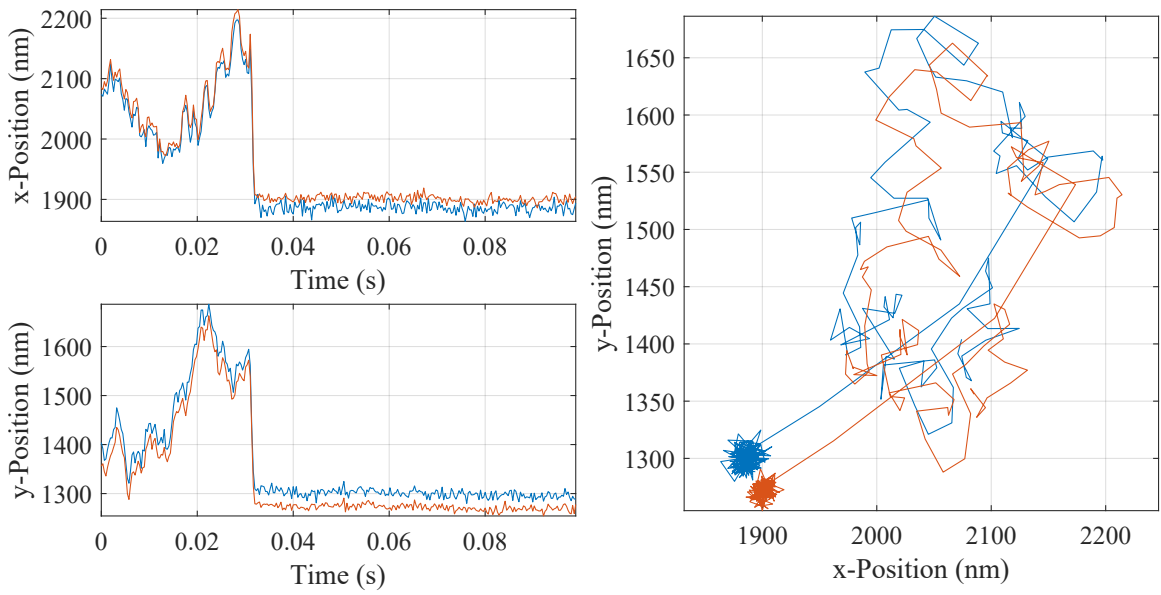 2200
2100
2000
1900
x-Position (nm)
0 0.02 0.04 0.06 0.08
Time (s)
1600
1500
1400
1300
y-Position (nm)
0 0.02 0.04 0.06 0.08
Time (s)
1650
1600
1550
1500
1450
1400
1350
1300
y-Position (nm)
1900 2000 2100 2200
x-Position (nm)